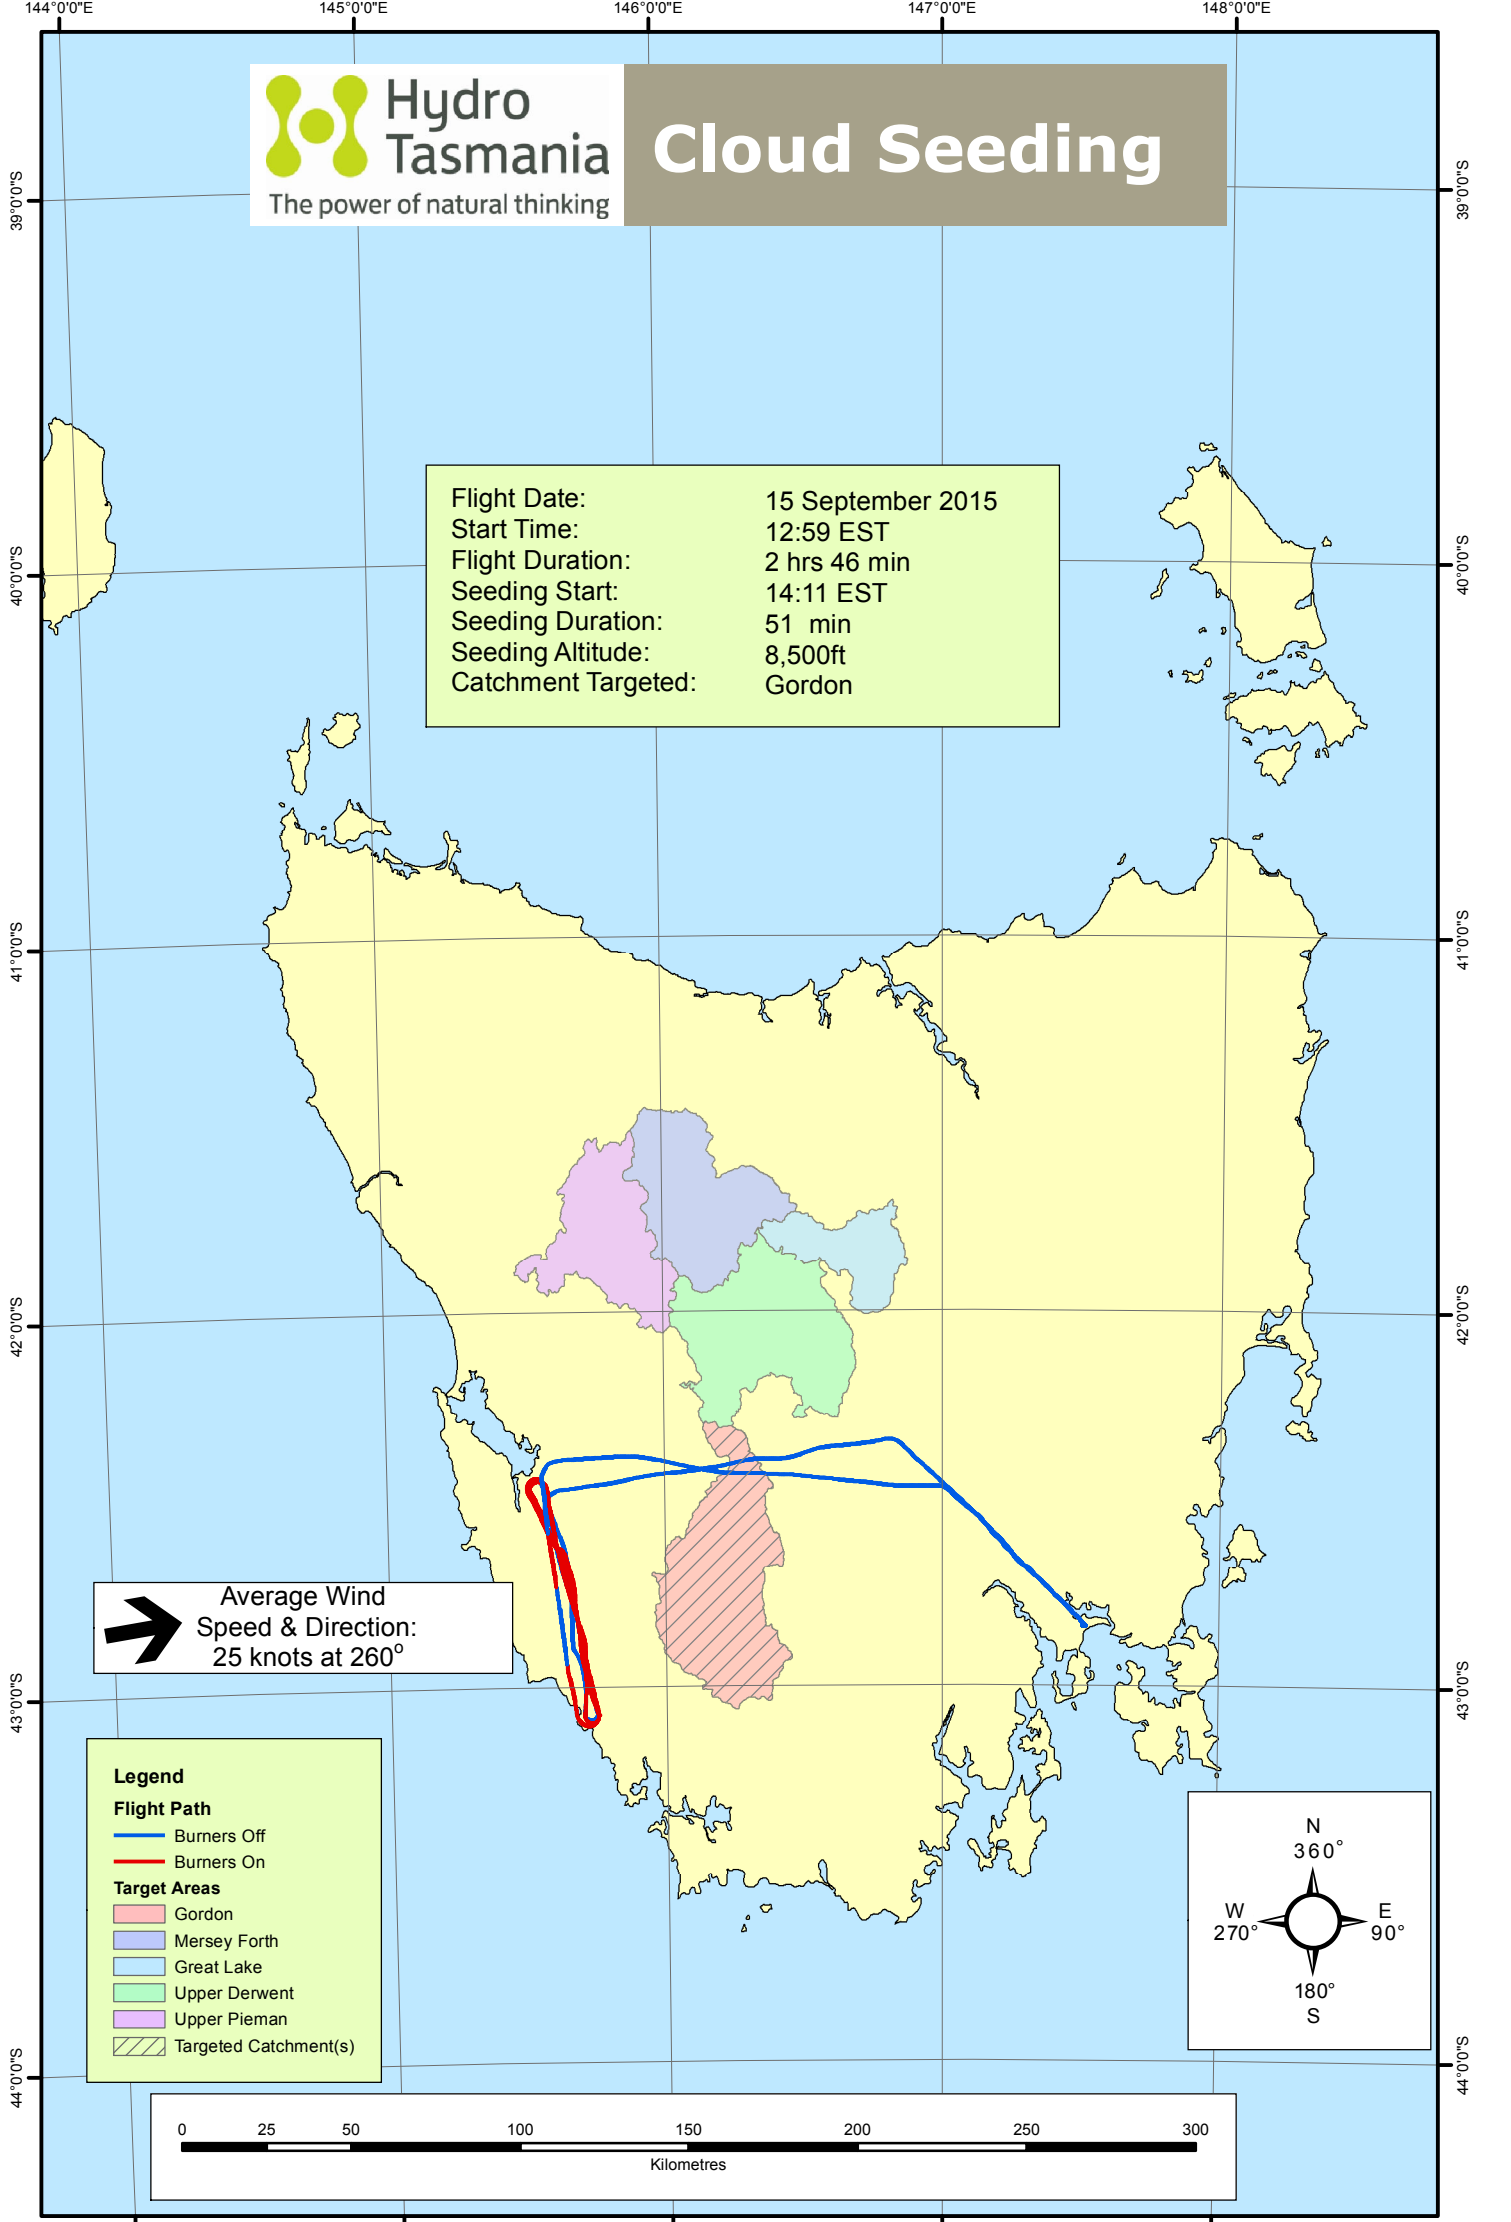 144°0'0"E 145°0'0"E 146°0'0"E 147°0'0"E 148°0'0"E
Hydro
Tasmania
The power of natural thinking
Cloud Seeding
39°0'0"S 39°0'0"S
Flight Date: 15 September 2015
Start Time: 12:59 EST
Flight Duration: 2 hrs 46 min
Seeding Start: 14:11 EST
Seeding Duration: 51 min
Seeding Altitude: 8,500ft
Catchment Targeted: Gordon
40°0'0"S 40°0'0"S
41°0'0"S 41°0'0"S
42°0'0"S 42°0'0"S
Average Wind
Speed & Direction:
25 knots at 260°
43°0'0"S 43°0'0"S
Legend
Flight Path
Burners Off
Burners On
Target Areas
Gordon
Mersey Forth
Great Lake
Upper Derwent
Upper Pieman
Targeted Catchment(s)
N
360°
W E
270° 90°
180°
S
44°0'0"S 44°0'0"S
0 25 50 100 150 200 250 300
Kilometres